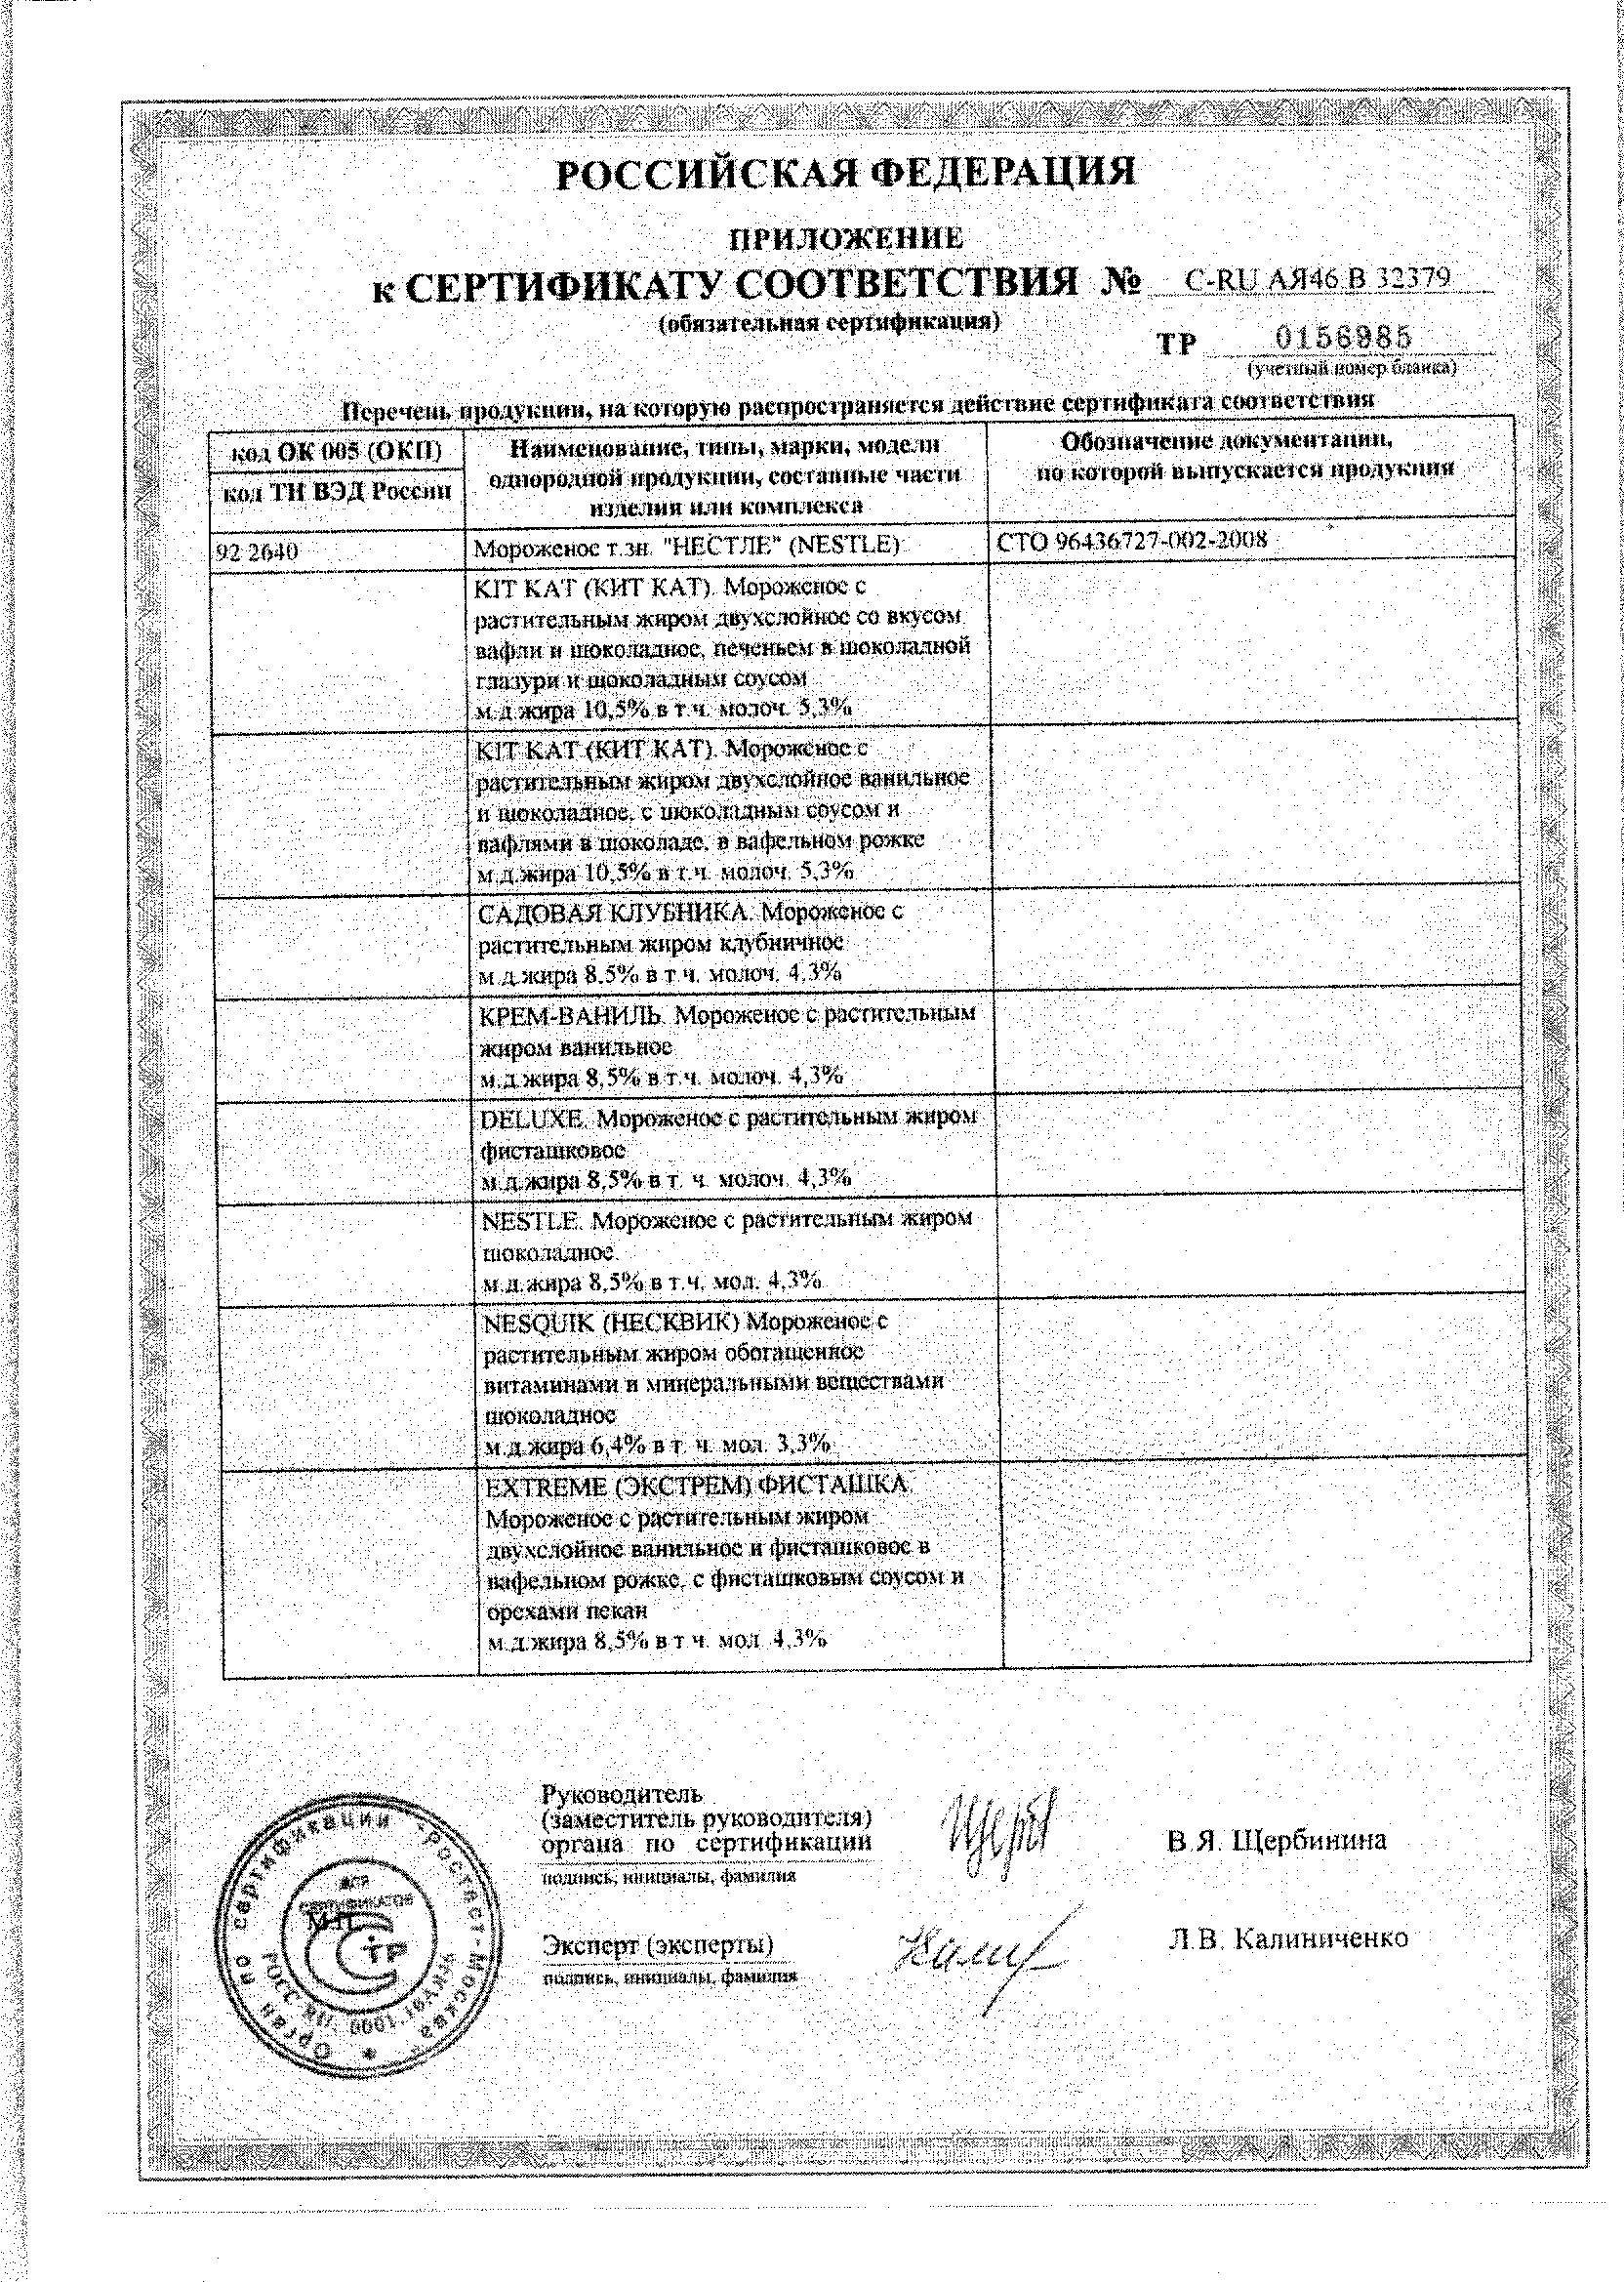 РОССИЙСКАЯ ФЕДЕРАЦИЯ
ПРИЛОЖЕНИЕ
к СЕРТИФИКАТУ СООТВЕТСТВИЯ № C-RU АЯ46 В 32379
(обязательная сертификация)
ТР 0156985
(учетный номер бланка)
Перечень продукции, на которую распространяется действие сертификата соответствия
код ОК 005 (ОКП)
код ТН ВЭД России
Наименование, типы, марки, модели
однородной продукции, составные части
изделия или комплекса
Обозначение документации,
по которой выпускается продукция
92 2640
Мороженое т.зн. "НЕСТЛЕ" (NESTLE)
СТО 96436727-002-2008
KIT KAT (КИТ КАТ). Мороженое с
растительным жиром двухслойное со вкусом
вафли и шоколадное, печеньем в шоколадной
глазури и шоколадным соусом
м.д.жира 10,5% в т.ч. молоч. 5,3%
KIT KAT (КИТ КАТ). Мороженое с
растительным жиром двухслойное ванильное
и шоколадное, с шоколадным соусом и
вафлями в шоколаде, в вафельном рожке
м.д.жира 10,5% в т.ч. молоч. 5,3%
САДОВАЯ КЛУБНИКА. Мороженое с
растительным жиром клубничное
м.д.жира 8,5% в т.ч. молоч. 4,3%
КРЕМ-ВАНИЛЬ. Мороженое с растительным
жиром ванильное
м.д.жира 8,5% в т.ч. молоч. 4,3%
DELUXE. Мороженое с растительным жиром
фисташковое
м.д.жира 8,5% в т. ч. молоч. 4,3%
NESTLE. Мороженое с растительным жиром
шоколадное.
м.д.жира 8,5% в т.ч. мол. 4,3%
NESQUIK (НЕСКВИК) Мороженое с
растительным жиром обогащенное
витаминами и минеральными веществами
шоколадное
м.д.жира 6,4% в т. ч. мол. 3,3%
EXTREME (ЭКСТРЕМ) ФИСТАШКА.
Мороженое с растительным жиром
двухслойное ванильное и фисташковое в
вафельном рожке, с фисташковым соусом и
орехами пекан
м.д.жира 8,5% в т.ч. мол. 4,3%
Руководитель
(заместитель руководителя)
органа по сертификации
подпись, инициалы, фамилия
В.Я. Щербинина
Эксперт (эксперты)
подпись, инициалы, фамилия
Л.В. Калиниченко
Орган по сертификации "Ростест-Москва"
для
сертификатов
М.П.
ТР